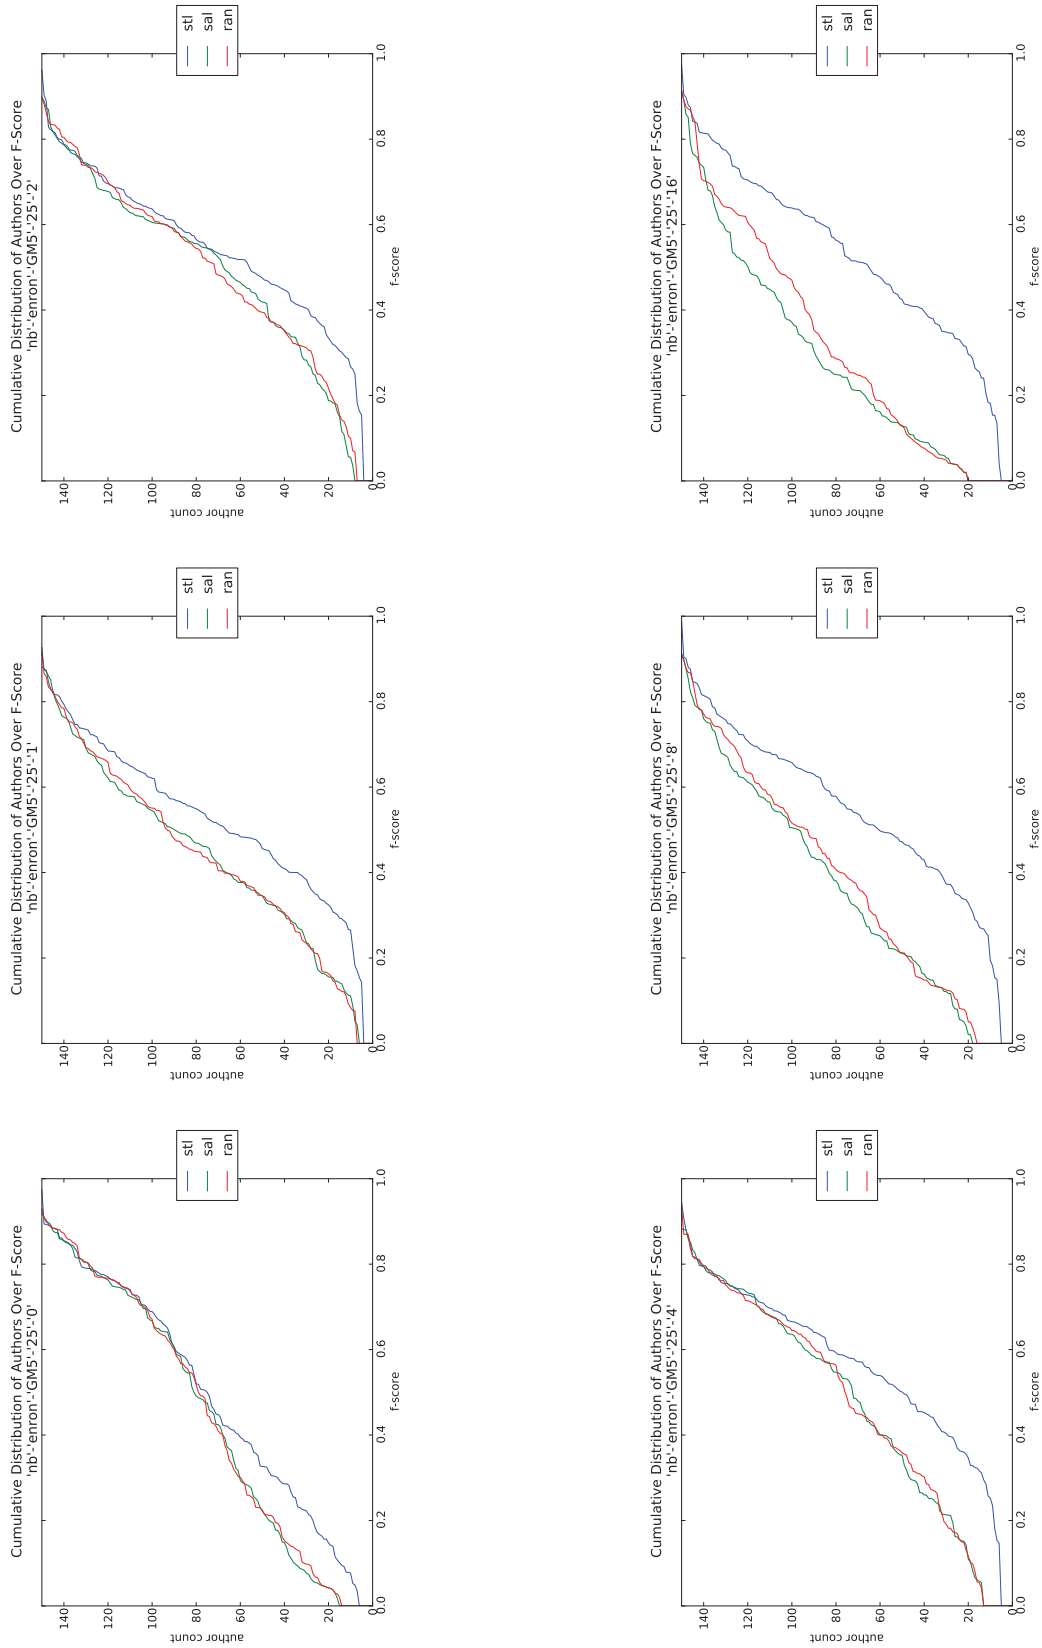 Cumulative Distribution of Authors Over F-Score
'nb'-'enron'-'GM5'-'25'-'0'
author count
140
120
100
80
60
40
20
0
stl
sal
ran
0.0 0.2 0.4 0.6 0.8 1.0
f-score
Cumulative Distribution of Authors Over F-Score
'nb'-'enron'-'GM5'-'25'-'1'
author count
140
120
100
80
60
40
20
0
stl
sal
ran
0.0 0.2 0.4 0.6 0.8 1.0
f-score
Cumulative Distribution of Authors Over F-Score
'nb'-'enron'-'GM5'-'25'-'2'
author count
140
120
100
80
60
40
20
0
stl
sal
ran
0.0 0.2 0.4 0.6 0.8 1.0
f-score
Cumulative Distribution of Authors Over F-Score
'nb'-'enron'-'GM5'-'25'-'4'
author count
140
120
100
80
60
40
20
0
stl
sal
ran
0.0 0.2 0.4 0.6 0.8 1.0
f-score
Cumulative Distribution of Authors Over F-Score
'nb'-'enron'-'GM5'-'25'-'8'
author count
140
120
100
80
60
40
20
0
stl
sal
ran
0.0 0.2 0.4 0.6 0.8 1.0
f-score
Cumulative Distribution of Authors Over F-Score
'nb'-'enron'-'GM5'-'25'-'16'
author count
140
120
100
80
60
40
20
0
stl
sal
ran
0.0 0.2 0.4 0.6 0.8 1.0
f-score